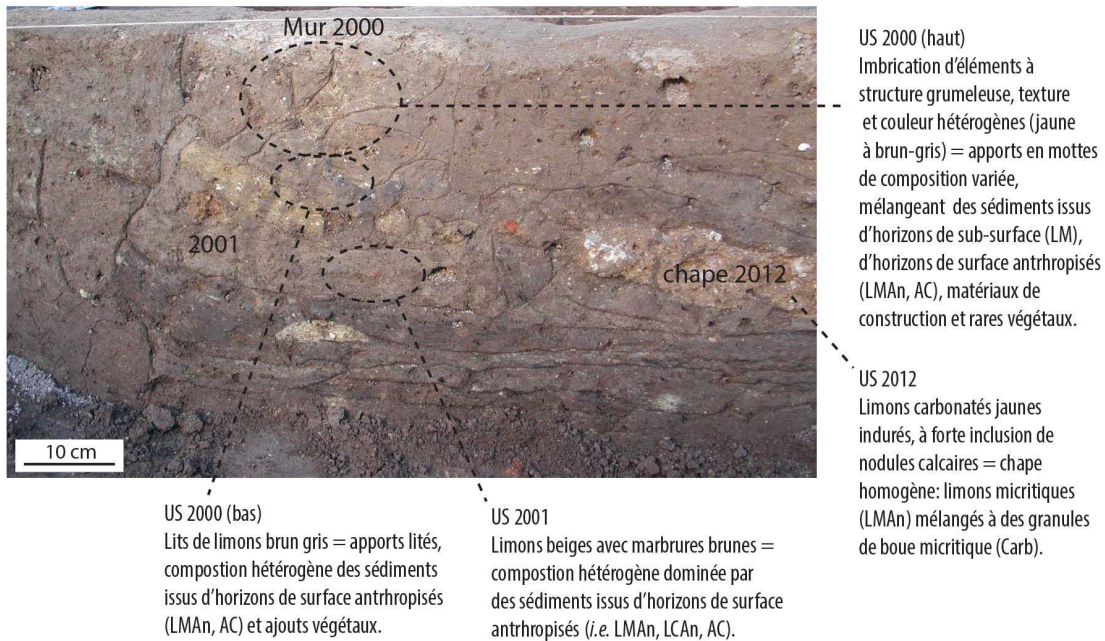 Mur 2000
2001
chape 2012
10 cm
US 2000 (haut)
Imbrication d'éléments à
structure grumeleuse, texture
et couleur hétérogènes (jaune
à brun-gris) = apports en mottes
de composition variée,
mélangeant des sédiments issus
d'horizons de sub-surface (LM),
d'horizons de surface antrhropisés
(LMAn, AC), matériaux de
construction et rares végétaux.
US 2012
Limons carbonatés jaunes
indurés, à forte inclusion de
nodules calcaires = chape
homogène: limons micritiques
(LMAn) mélangés à des granules
de boue micritique (Carb).
US 2000 (bas)
Lits de limons brun gris = apports lités,
compostion hétérogène des sédiments
issus d'horizons de surface antrhropisés
(LMAn, AC) et ajouts végétaux.
US 2001
Limons beiges avec marbrures brunes =
compostion hétérogène dominée par
des sédiments issus d'horizons de surface
antrhropisés (i.e. LMAn, LCAn, AC).